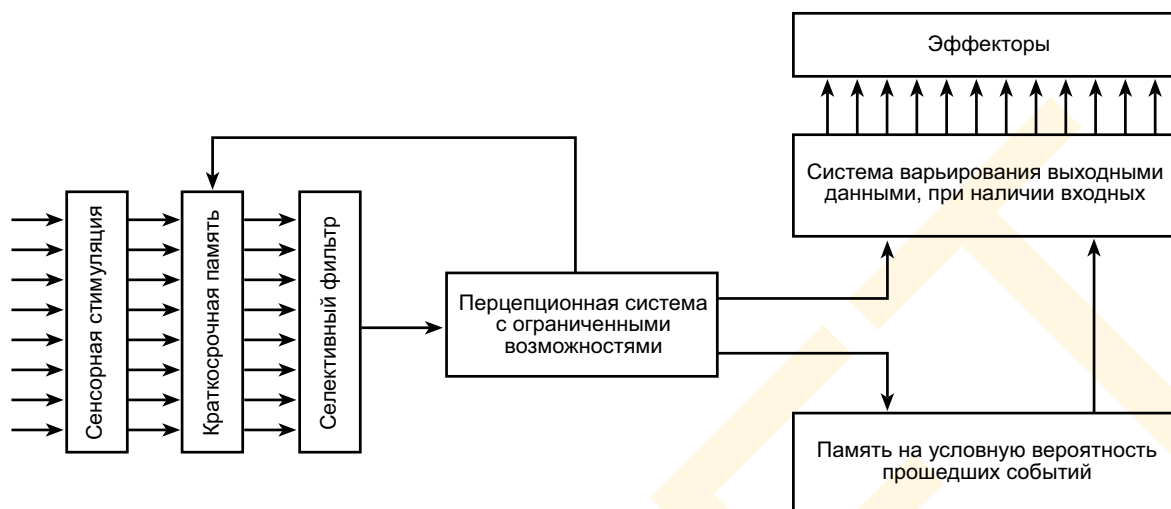 Сенсорная стимуляция
Краткосрочная память
Селективный фильтр
Перцепционная система
с ограниченными
возможностями
Эффекторы
Система варьирования выходными
данными, при наличии входных
Память на условную вероятность
прошедших событий